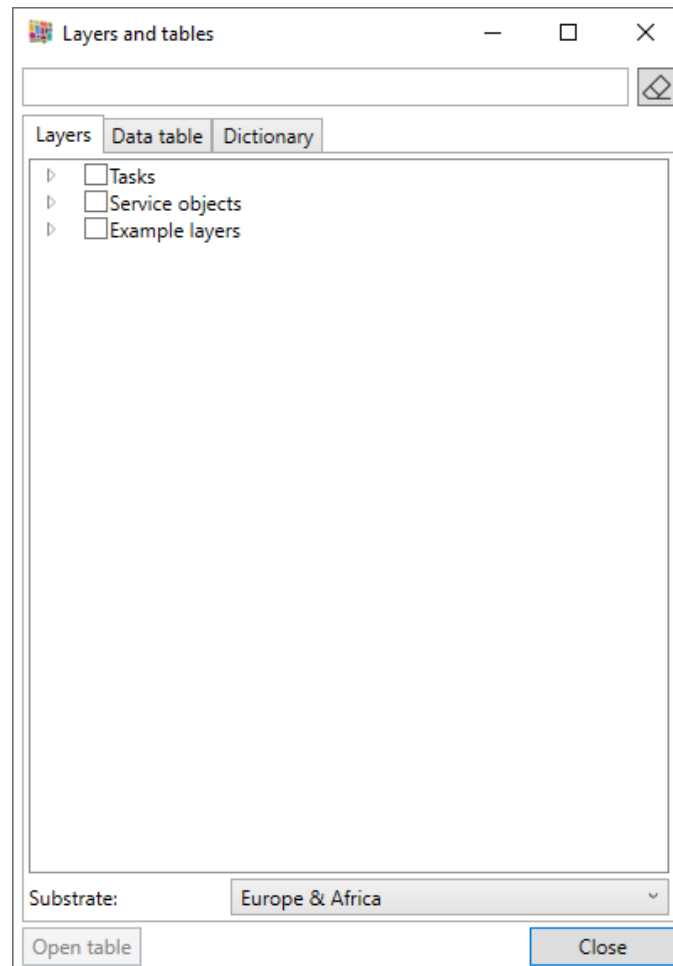 Layers and tables
Layers Data table Dictionary
Tasks
Service objects
Example layers
Substrate: Europe & Africa
Open table Close